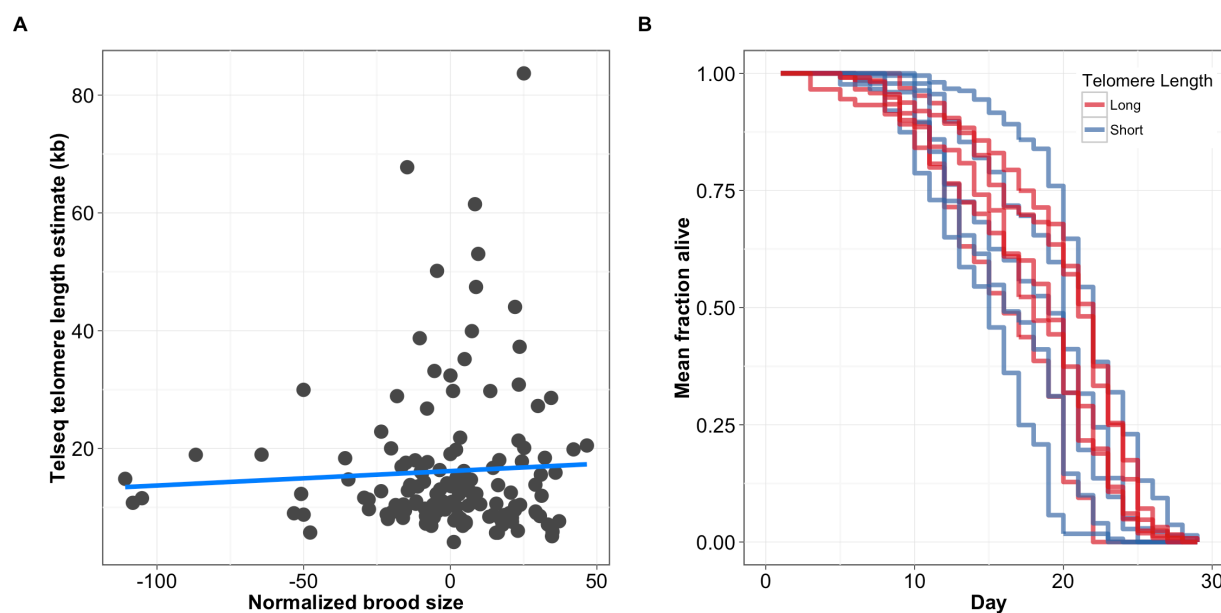 A
Telseq telomere length estimate (kb)
80
60
40
20
-100
-50
0
50
Normalized brood size
B
Mean fraction alive
1.00
0.75
0.50
0.25
0.00
0
10
20
30
Day
Telomere Length
Long
Short